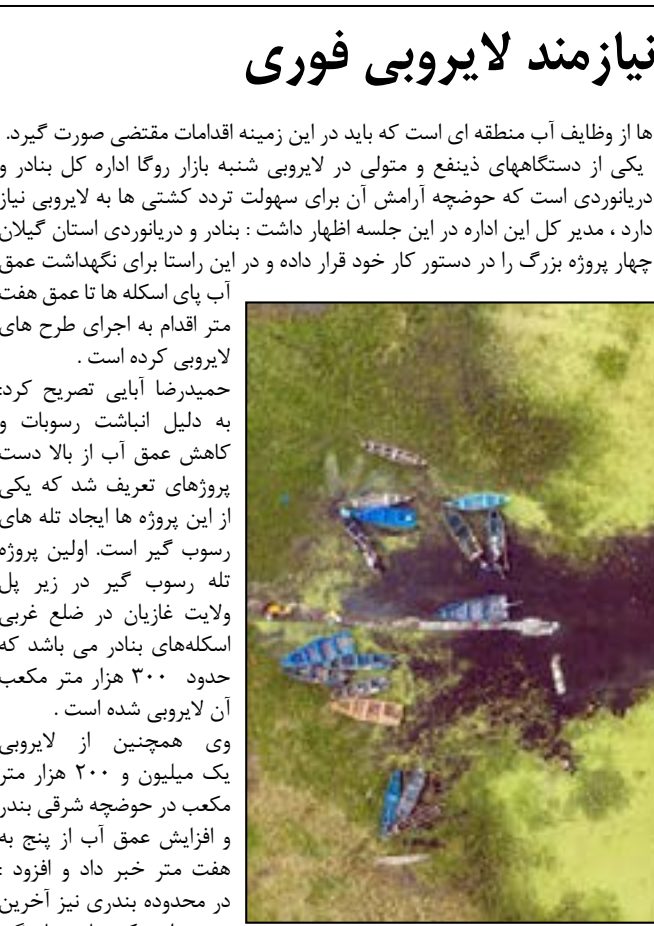 نیازمند لایروبی فوری
ها از وظایف آب منطقه ای است که باید در این زمینه اقدامات مقتضی صورت گیرد.
یکی از دستگاههای ذینفع و متولی در لایروبی شنبه بازار روگا اداره کل بنادر و
دریانوردی است که حوضچه آرامش آن برای سهولت تردد کشتی ها به لایروبی نیاز
دارد ، مدیر کل این اداره در این جلسه اظهار داشت : بنادر و دریانوردی استان گیلان
چهار پروژه بزرگ را در دستور کار خود قرار داده و در این راستا برای نگهداشت عمق
آب پای اسکله ها تا عمق هفت
متر اقدام به اجرای طرح های
لایروبی کرده است .
حمیدرضا آبایی تصریح کرد:
به دلیل انباشت رسوبات و
کاهش عمق آب از بالا دست
پروژهای تعریف شد که یکی
از این پروژه ها ایجاد تله های
رسوب گیر است. اولین پروژه
تله رسوب گیر در زیر پل
ولایت غازیان در ضلع غربی
اسکلههای بنادر می باشد که
حدود ۳۰۰ هزار متر مکعب
آن لایروبی شده است .
وی همچنین از لایروبی
یک میلیون و ۲۰۰ هزار متر
مکعب در حوضچه شرقی بندر
و افزایش عمق آب از پنج به
هفت متر خبر داد و افزود :
در محدوده بندری نیز آخرین